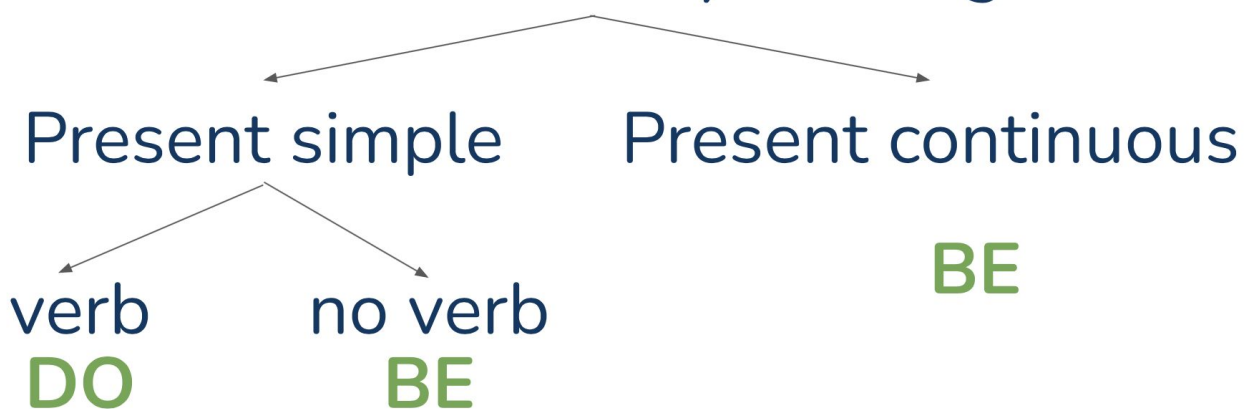 Present simple
Present continuous
BE
verb
no verb
DO
BE